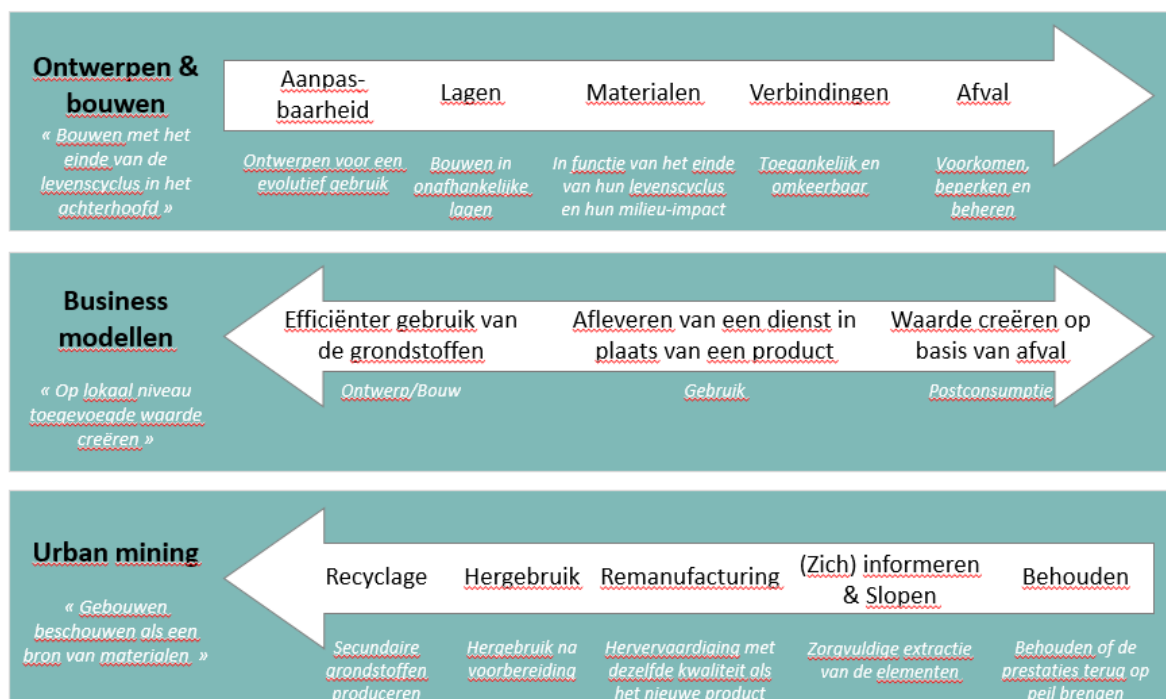 Ontwerpen &
bouwen
« Bouwen met het
einde van de
levenscyclus in het
achterhoofd »
Aanpas-
baarheid
Lagen
Materialen
Verbindingen
Afval
Ontwerpen voor een
evolutief gebruik
Bouwen in
onafhankelijke
lagen
In functie van het einde
van hun levenscyclus
en hun milieu-impact
Toegankelijk en
omkeerbaar
Voorkomen,
beperken en
beheren
Business
modellen
« Op lokaal niveau
toegevoegde waarde
creëren »
Efficiënter gebruik van
de grondstoffen
Afleveren van een dienst in
plaats van een product
Waarde creëren op
basis van afval
Ontwerp/Bouw
Gebruik
Postconsumptie
Urban mining
« Gebouwen
beschouwen als een
bron van materialen »
Recyclage
Hergebruik
Remanufacturing
(Zich) informeren
& Slopen
Behouden
Secundaire
grondstoffen
produceren
Hergebruik na
voorbereiding
Hervervaardiging met
dezelfde kwaliteit als
het nieuwe product
Zorgvuldige extractie
van de elementen
Behouden of de
prestaties terug op
peil brengen